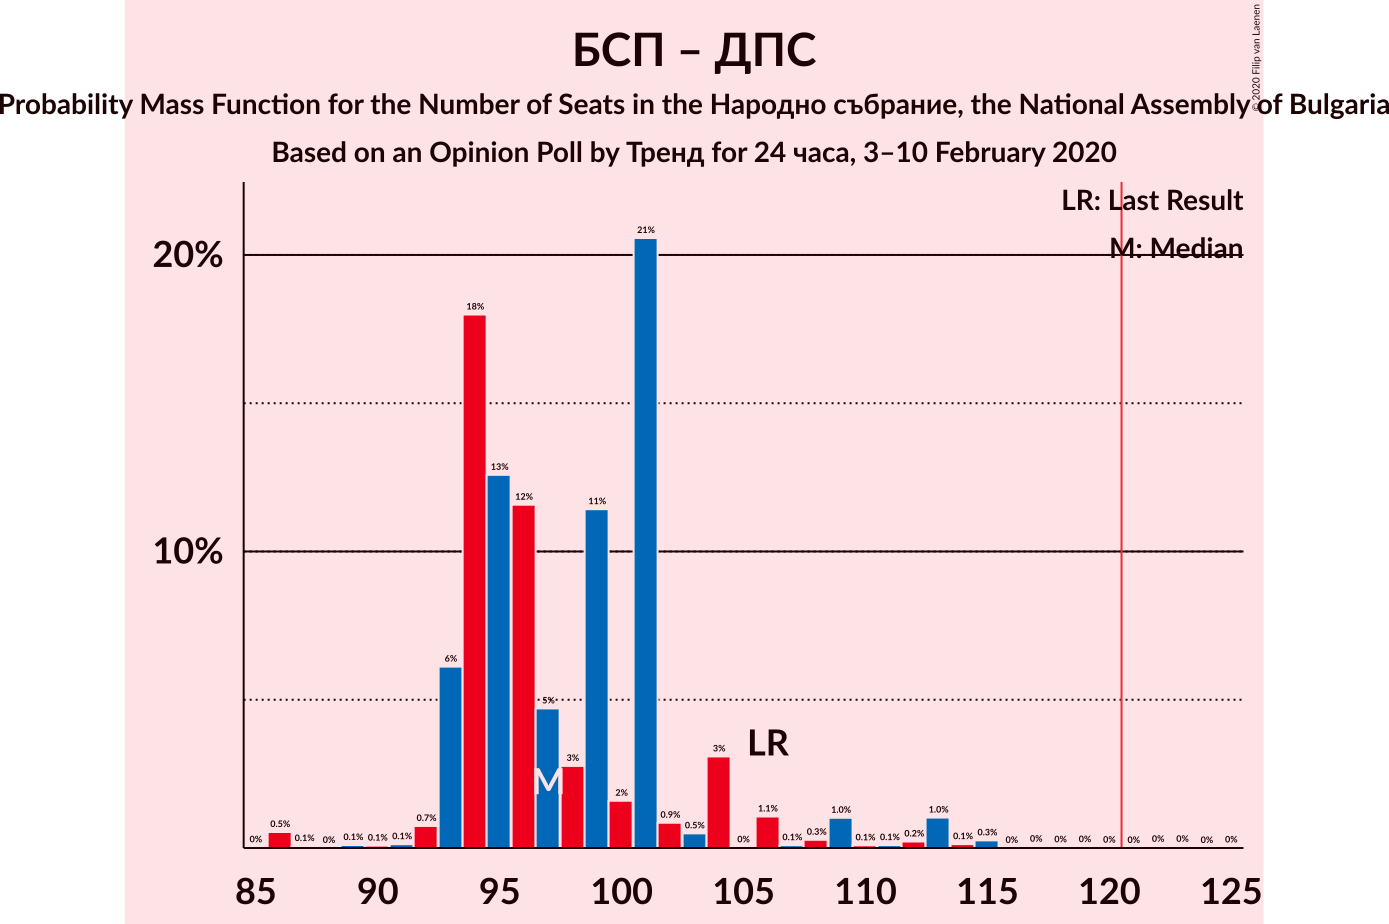 БСП – ДПС
© 2020 Filip van Laenen
Probability Mass Function for the Number of Seats in the Народно събрание, the National Assembly of Bulgaria
Based on an Opinion Poll by Тренд for 24 часа, 3–10 February 2020
LR: Last Result
M: Median
20%
10%
0% 0.5% 0.1% 0% 0.1% 0.1% 0.1% 0.7% 6% 18% 13% 12% 5% 3% 11% 2% 21% 0.9% 0.5% 3% 0% 1.1% 0.1% 0.3% 1.0% 0.1% 0.1% 0.2% 1.0% 0.1% 0.3% 0% 0% 0% 0% 0% 0% 0% 0% 0% 0%
M
LR
85 90 95 100 105 110 115 120 125